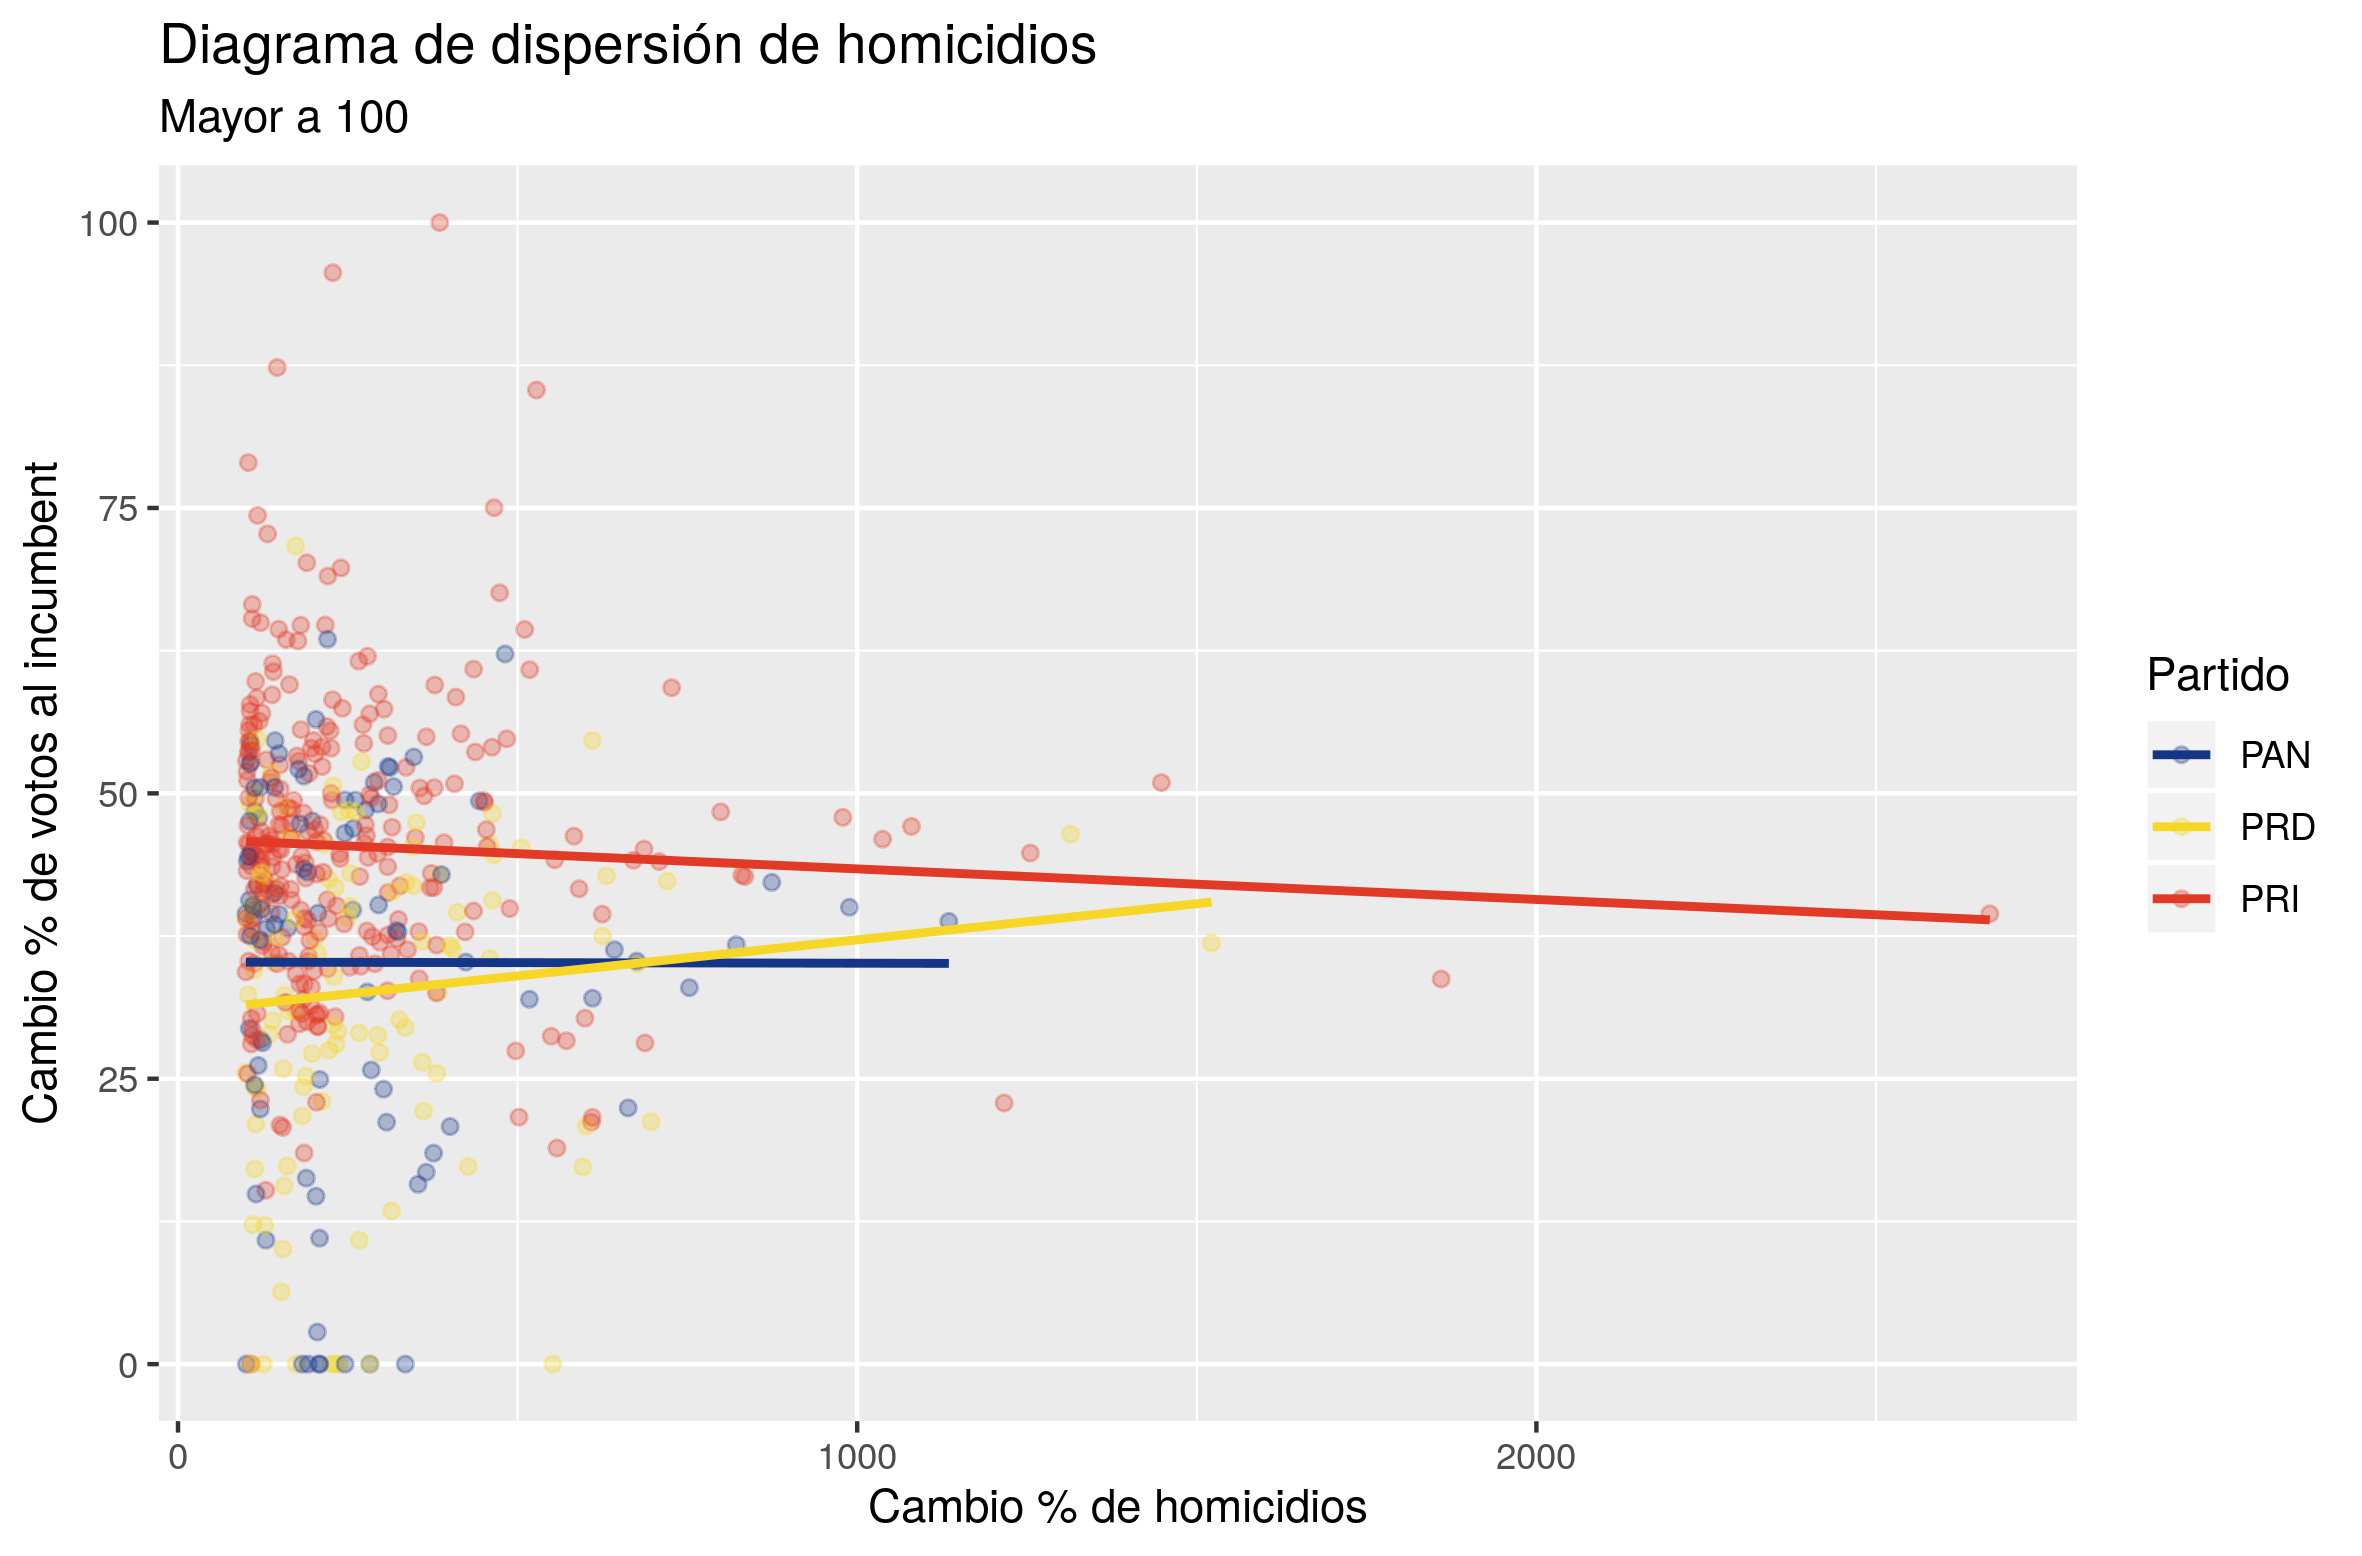 Diagrama de dispersión de homicidios
Mayor a 100
Cambio % de votos al incumbent
100
75
50
25
0
0
1000
2000
Cambio % de homicidios
Partido
PAN
PRD
PRI